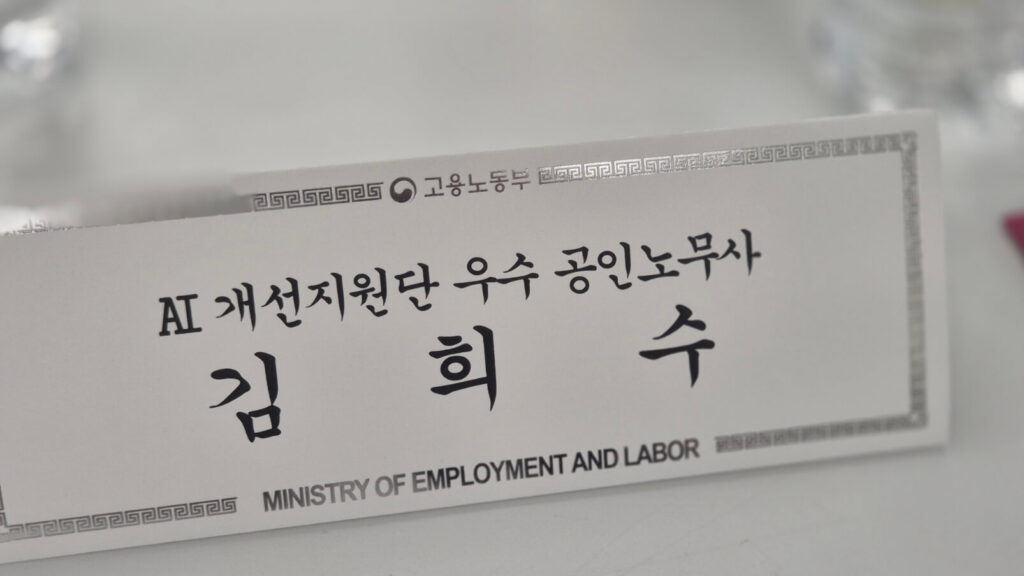 고용노동부
AI 개선지원단 우수 공인노무사
김 희 수
MINISTRY OF EMPLOYMENT AND LABOR